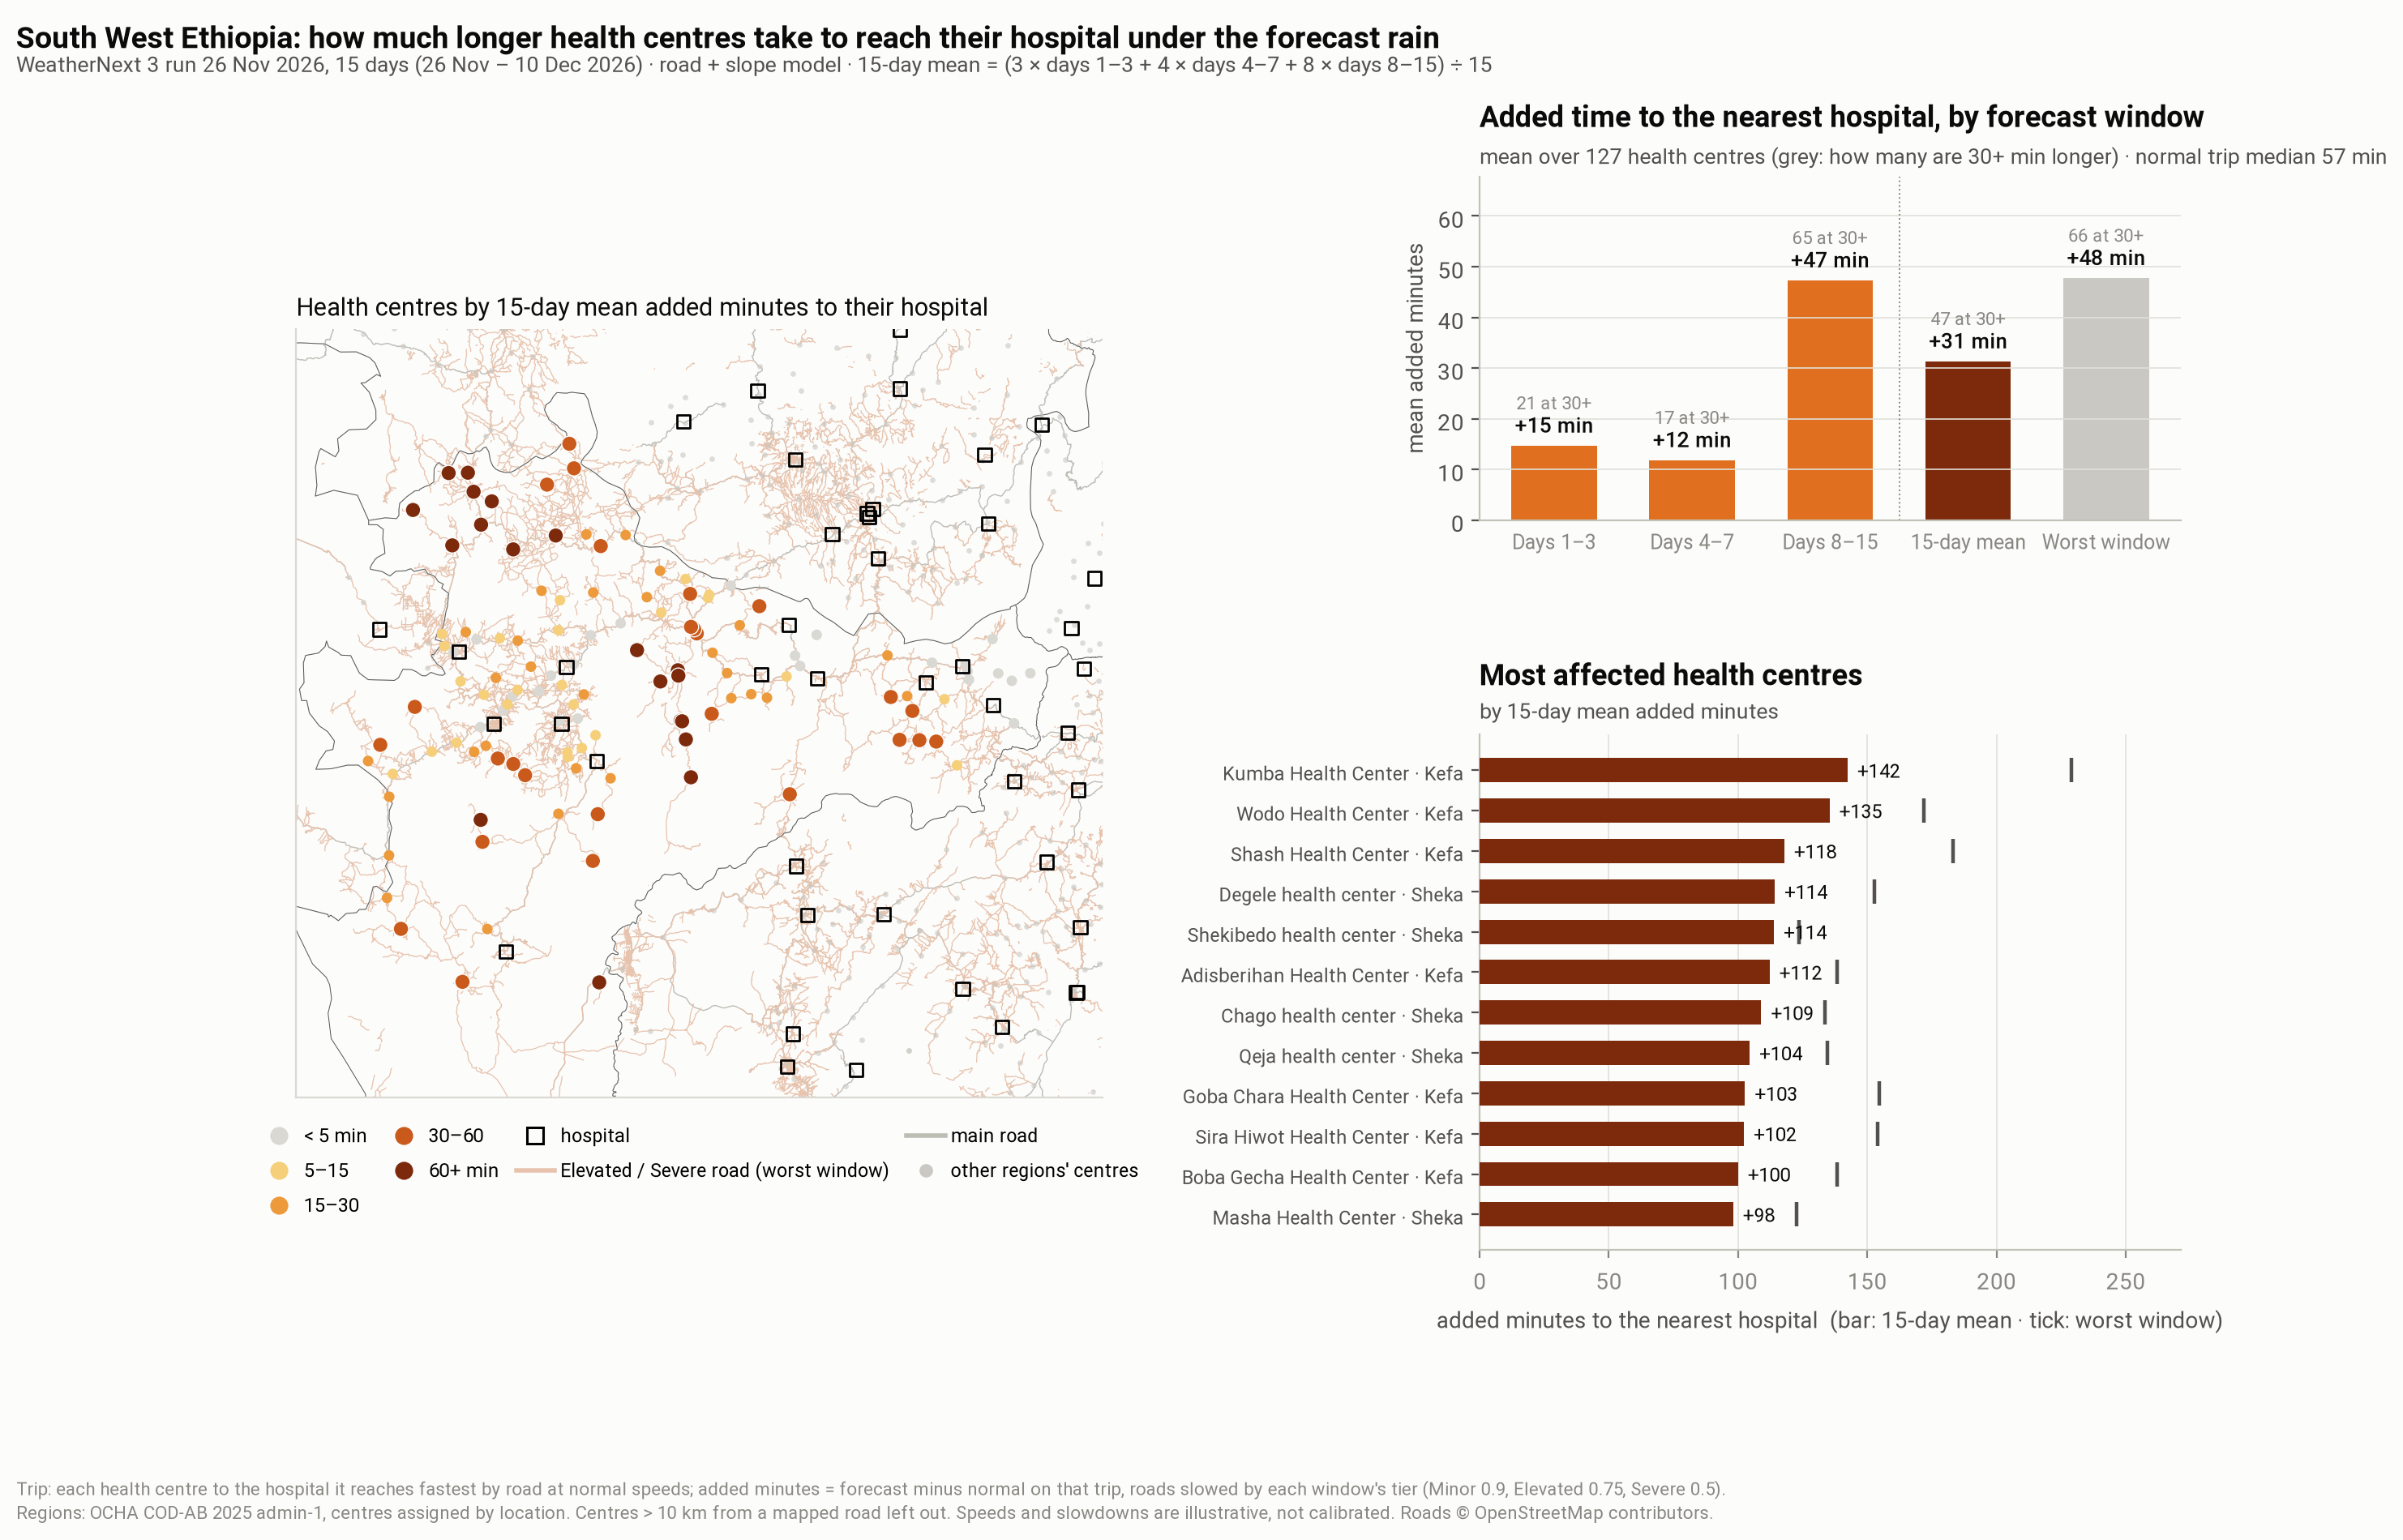 South West Ethiopia: how much longer health centres take to reach their hospital under the forecast rain
WeatherNext 3 run 26 Nov 2026, 15 days (26 Nov – 10 Dec 2026) · road + slope model · 15-day mean = (3 × days 1–3 + 4 × days 4–7 + 8 × days 8–15) ÷ 15
Health centres by 15-day mean added minutes to their hospital
< 5 min
5–15
15–30
30–60
60+ min
hospital
Elevated / Severe road (worst window)
main road
other regions' centres
Added time to the nearest hospital, by forecast window
mean over 127 health centres (grey: how many are 30+ min longer) · normal trip median 57 min
mean added minutes
60
50
40
30
20
10
0
21 at 30+
+15 min
17 at 30+
+12 min
65 at 30+
+47 min
47 at 30+
+31 min
66 at 30+
+48 min
Days 1–3
Days 4–7
Days 8–15
15-day mean
Worst window
Most affected health centres
by 15-day mean added minutes
Kumba Health Center · Kefa +142
Wodo Health Center · Kefa +135
Shash Health Center · Kefa +118
Degele health center · Sheka +114
Shekibedo health center · Sheka +114
Adisberihan Health Center · Kefa +112
Chago health center · Sheka +109
Qeja health center · Sheka +104
Goba Chara Health Center · Kefa +103
Sira Hiwot Health Center · Kefa +102
Boba Gecha Health Center · Kefa +100
Masha Health Center · Sheka +98
0 50 100 150 200 250
added minutes to the nearest hospital (bar: 15-day mean · tick: worst window)
Trip: each health centre to the hospital it reaches fastest by road at normal speeds; added minutes = forecast minus normal on that trip, roads slowed by each window's tier (Minor 0.9, Elevated 0.75, Severe 0.5).
Regions: OCHA COD-AB 2025 admin-1, centres assigned by location. Centres > 10 km from a mapped road left out. Speeds and slowdowns are illustrative, not calibrated. Roads © OpenStreetMap contributors.